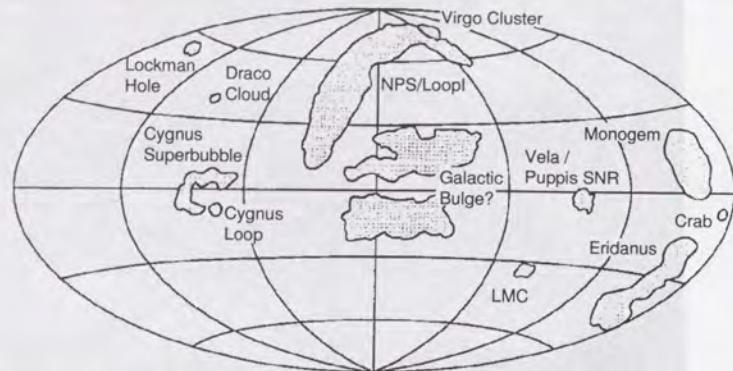 Virgo Cluster
Lockman
Hole
Draco
Cloud
NPS/LoopI
Cygnus
Superbubble
Monogem
Vela /
Puppis SNR
Galactic
Bulge?
Cygnus
Loop
Crab
Eridanus
LMC